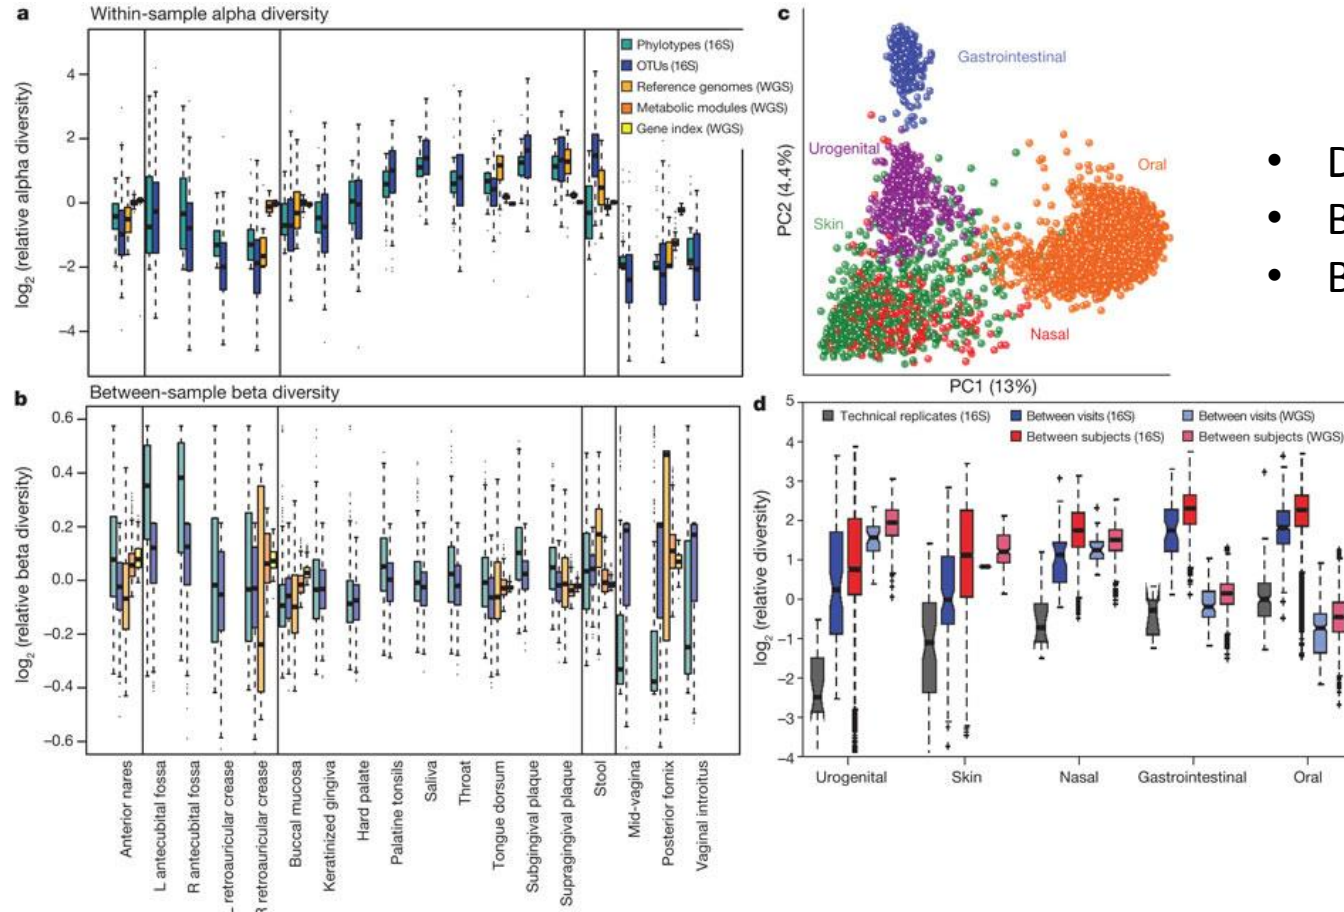 a
Within-sample alpha diversity
4
2
0
−2
−4
log2 (relative alpha diversity)
Phylotypes (16S)
OTUs (16S)
Reference genomes (WGS)
Metabolic modules (WGS)
Gene index (WGS)
b
Between-sample beta diversity
0.6
0.4
0.2
0.0
−0.2
−0.4
−0.6
log2 (relative beta diversity)
Anterior nares
L antecubital fossa
R antecubital fossa
retroauricular crease
R retroauricular crease
Buccal mucosa
Keratinized gingiva
Hard palate
Palatine tonsils
Saliva
Throat
Tongue dorsum
Subgingival plaque
Supragingival plaque
Stool
Mid-vagina
Posterior fornix
Vaginal introitus
c
Gastrointestinal
Urogenital
Oral
Skin
Nasal
PC2 (4.4%)
PC1 (13%)
d
Technical replicates (16S)
Between visits (16S)
Between subjects (16S)
Between visits (WGS)
Between subjects (WGS)
5
4
3
2
1
0
−1
−2
−3
−4
log2 (relative diversity)
Urogenital
Skin
Nasal
Gastrointestinal
Oral
• D
• B
• B